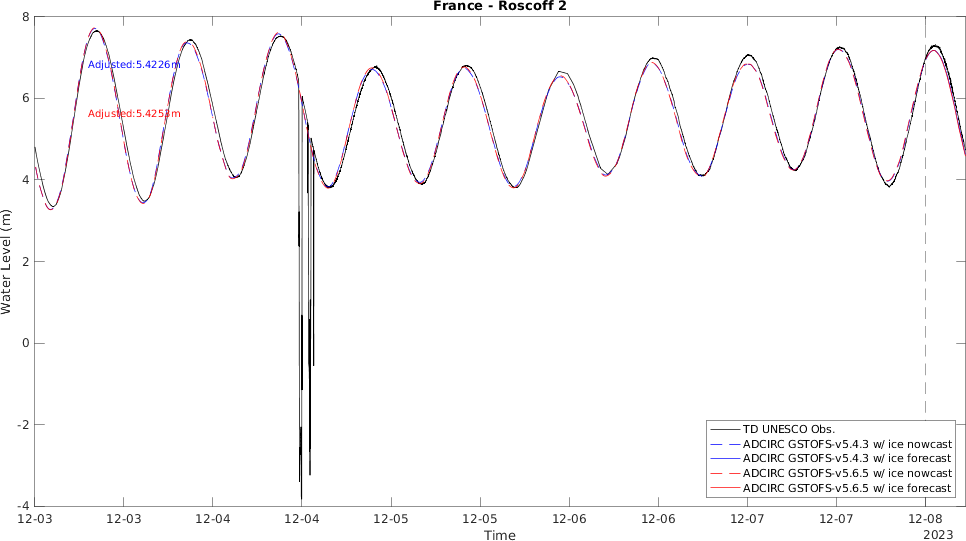 France - Roscoff 2
8
Adjusted:5.4226m
6
Adjusted:5.4253m
4
2
0
-2
-4
Water Level (m)
TD UNESCO Obs.
ADCIRC GSTOFS-v5.4.3 w/ ice nowcast
ADCIRC GSTOFS-v5.4.3 w/ ice forecast
ADCIRC GSTOFS-v5.6.5 w/ ice nowcast
ADCIRC GSTOFS-v5.6.5 w/ ice forecast
12-03 12-03 12-04 12-04 12-05 12-05 12-06 12-06 12-07 12-07 12-08
Time 2023